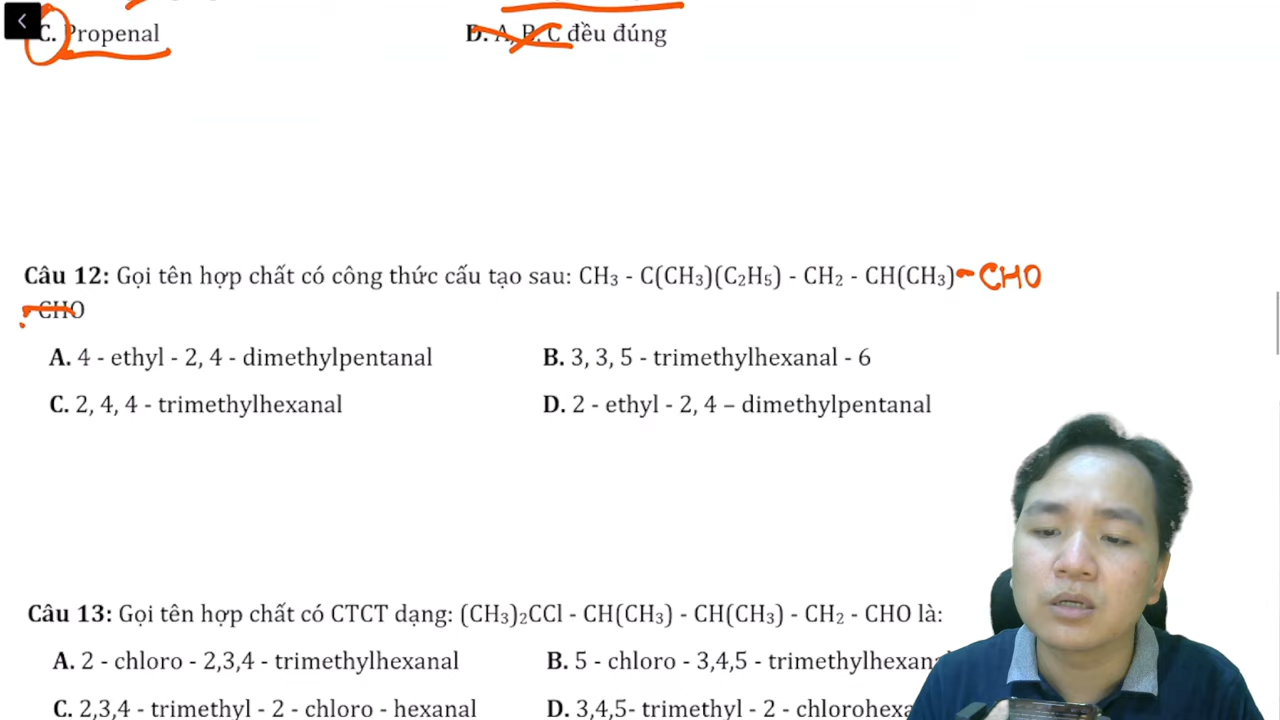 C. Propenal D. A, B, C đều đúng
Câu 12: Gọi tên hợp chất có công thức cấu tạo sau: CH₃ - C(CH₃)(C₂H₅) - CH₂ - CH(CH₃) - CHO
- CHO
A. 4 - ethyl - 2, 4 - dimethylpentanal B. 3, 3, 5 - trimethylhexanal - 6
C. 2, 4, 4 - trimethylhexanal D. 2 - ethyl - 2, 4 – dimethylpentanal
Câu 13: Gọi tên hợp chất có CTCT dạng: (CH₃)₂CCl - CH(CH₃) - CH(CH₃) - CH₂ - CHO là:
A. 2 - chloro - 2,3,4 - trimethylhexanal B. 5 - chloro - 3,4,5 - trimethylhexan
C. 2,3,4 - trimethyl - 2 - chloro - hexanal D. 3,4,5- trimethyl - 2 - chlorohexa